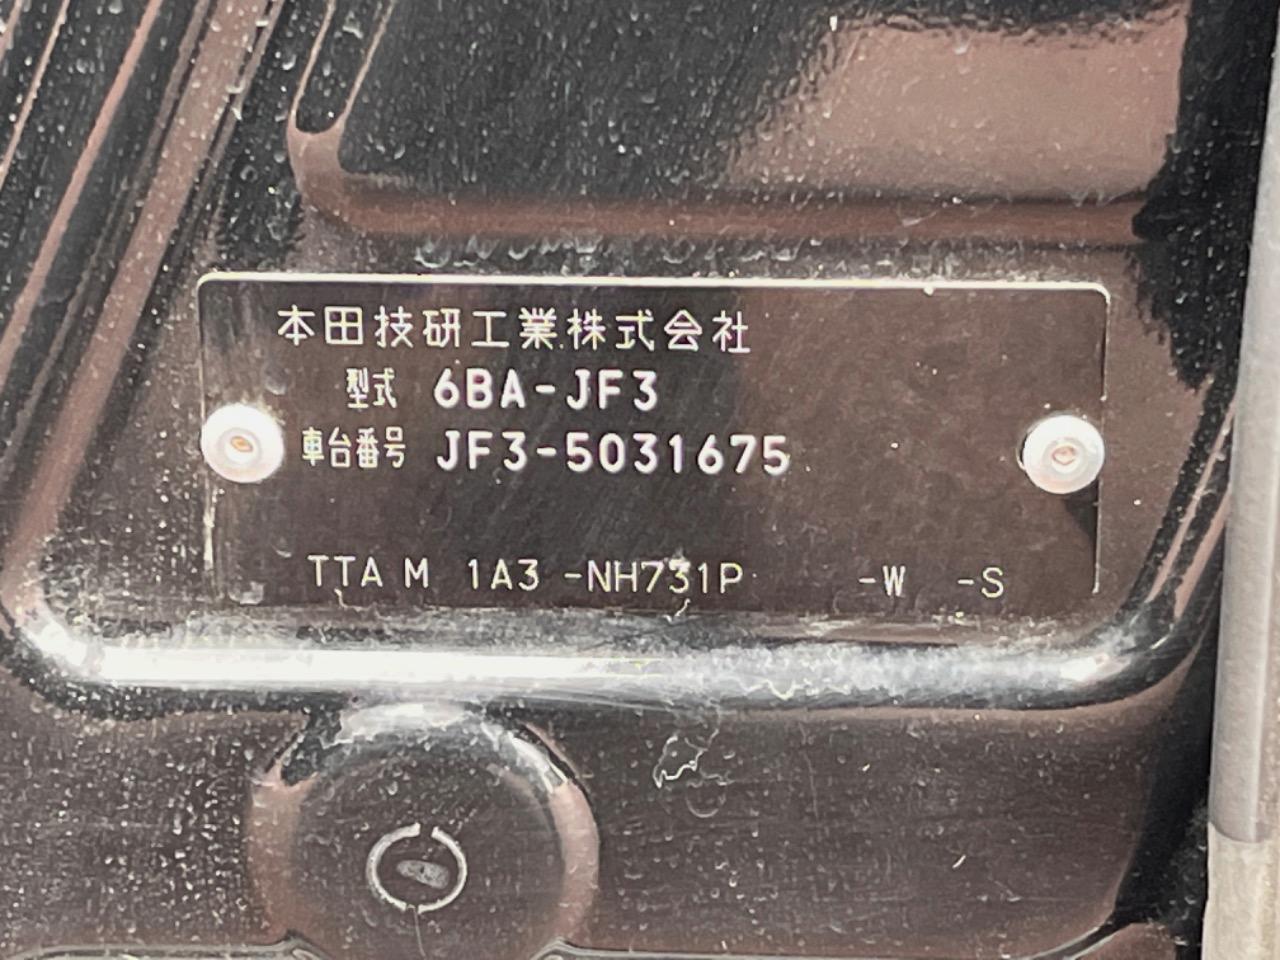 本田技研工業株式会社
型式 6BA-JF3
車台番号 JF3-5031675
TTA M 1A3 -NH731P -W -S